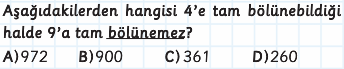 Aşağıdakilerden hangisi 4'e tam bölünebildiği
halde 9'a tam bölünemez?
A)972 B)900 C)361 D)260